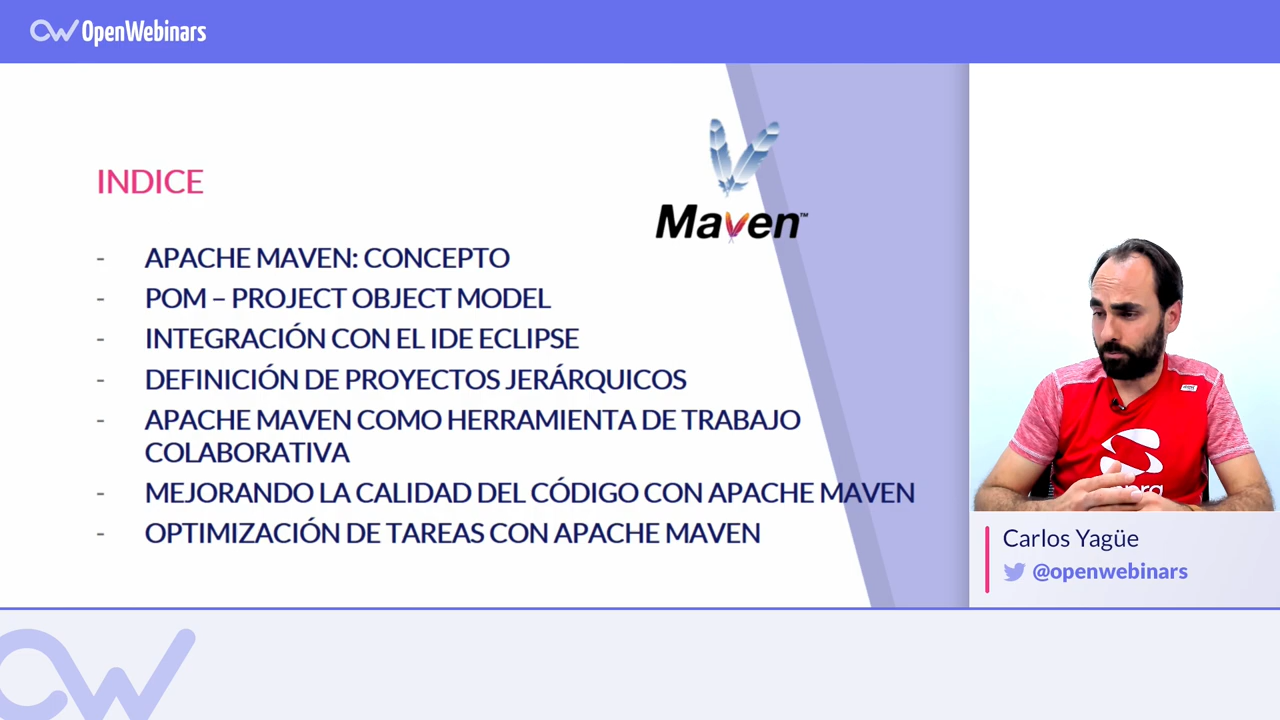 OpenWebinars
Maven™
INDICE
- APACHE MAVEN: CONCEPTO
- POM – PROJECT OBJECT MODEL
- INTEGRACIÓN CON EL IDE ECLIPSE
- DEFINICIÓN DE PROYECTOS JERÁRQUICOS
- APACHE MAVEN COMO HERRAMIENTA DE TRABAJO
COLABORATIVA
- MEJORANDO LA CALIDAD DEL CÓDIGO CON APACHE MAVEN
- OPTIMIZACIÓN DE TAREAS CON APACHE MAVEN
Carlos Yagüe
@openwebinars